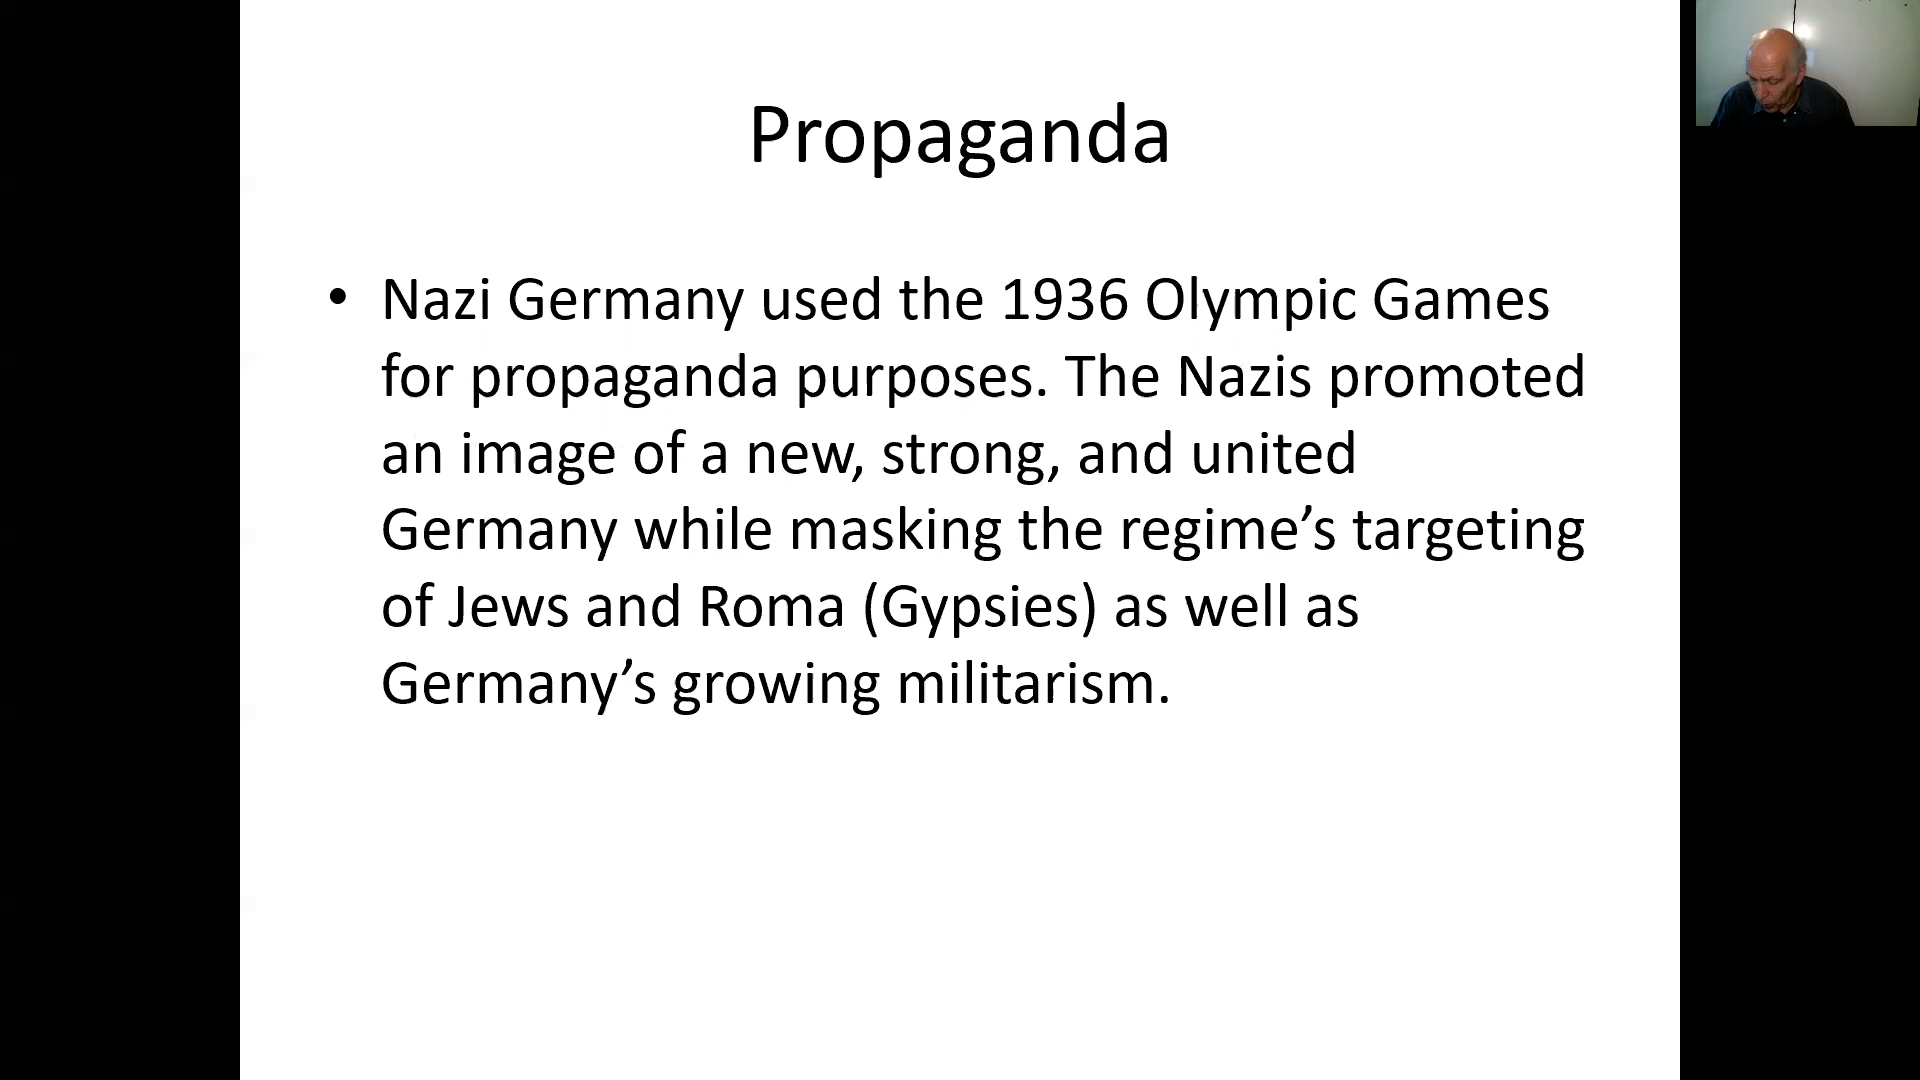 Propaganda
• Nazi Germany used the 1936 Olympic Games
for propaganda purposes. The Nazis promoted
an image of a new, strong, and united
Germany while masking the regime’s targeting
of Jews and Roma (Gypsies) as well as
Germany’s growing militarism.